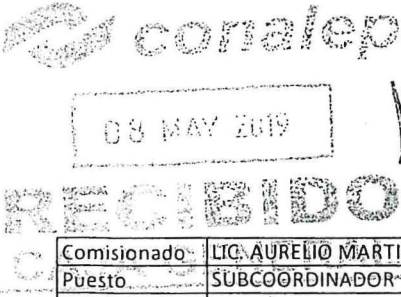 conalep
08 MAY 2019
RECIBIDO
Comisionado LIC. AURELIO MARTI
Puesto SUBCOORDINADOR